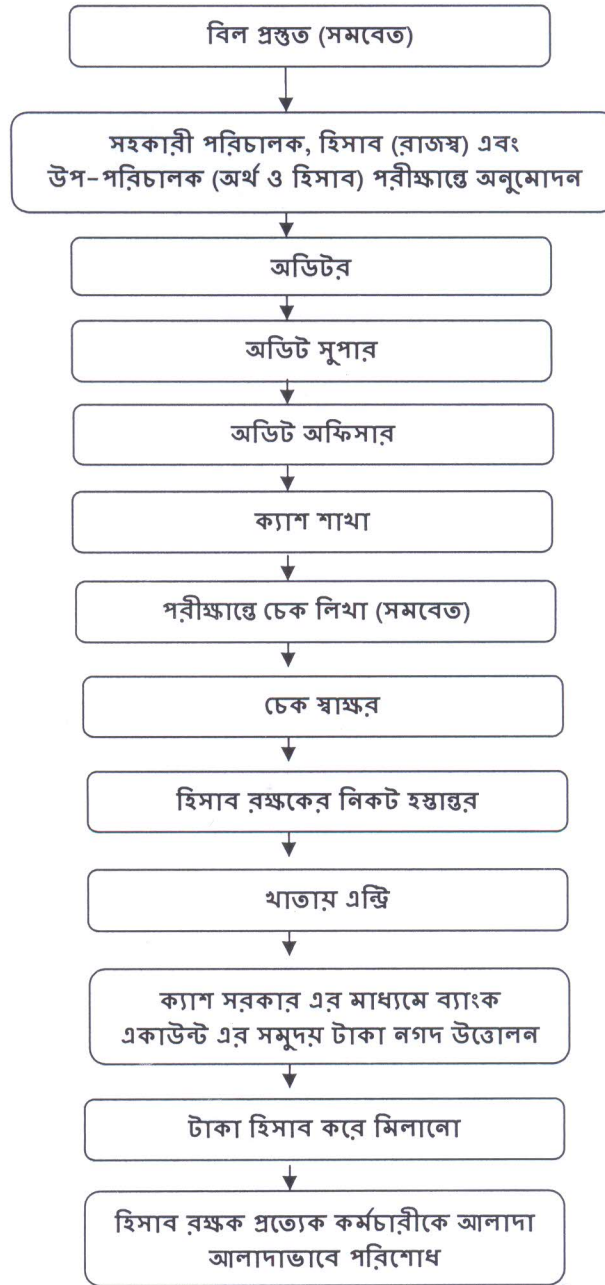 বিল প্রস্তুত (সমবেত)
সহকারী পরিচালক, হিসাব (রাজস্ব) এবং
উপ-পরিচালক (অর্থ ও হিসাব) পরীক্ষান্তে অনুমোদন
অডিটর
অডিট সুপার
অডিট অফিসার
ক্যাশ শাখা
পরীক্ষান্তে চেক লিখা (সমবেত)
চেক স্বাক্ষর
হিসাব রক্ষকের নিকট হস্তান্তর
খাতায় এন্ট্রি
ক্যাশ সরকার এর মাধ্যমে ব্যাংক
একাউন্ট এর সমুদয় টাকা নগদ উত্তোলন
টাকা হিসাব করে মিলানো
হিসাব রক্ষক প্রত্যেক কর্মচারীকে আলাদা
আলাদাভাবে পরিশোধ